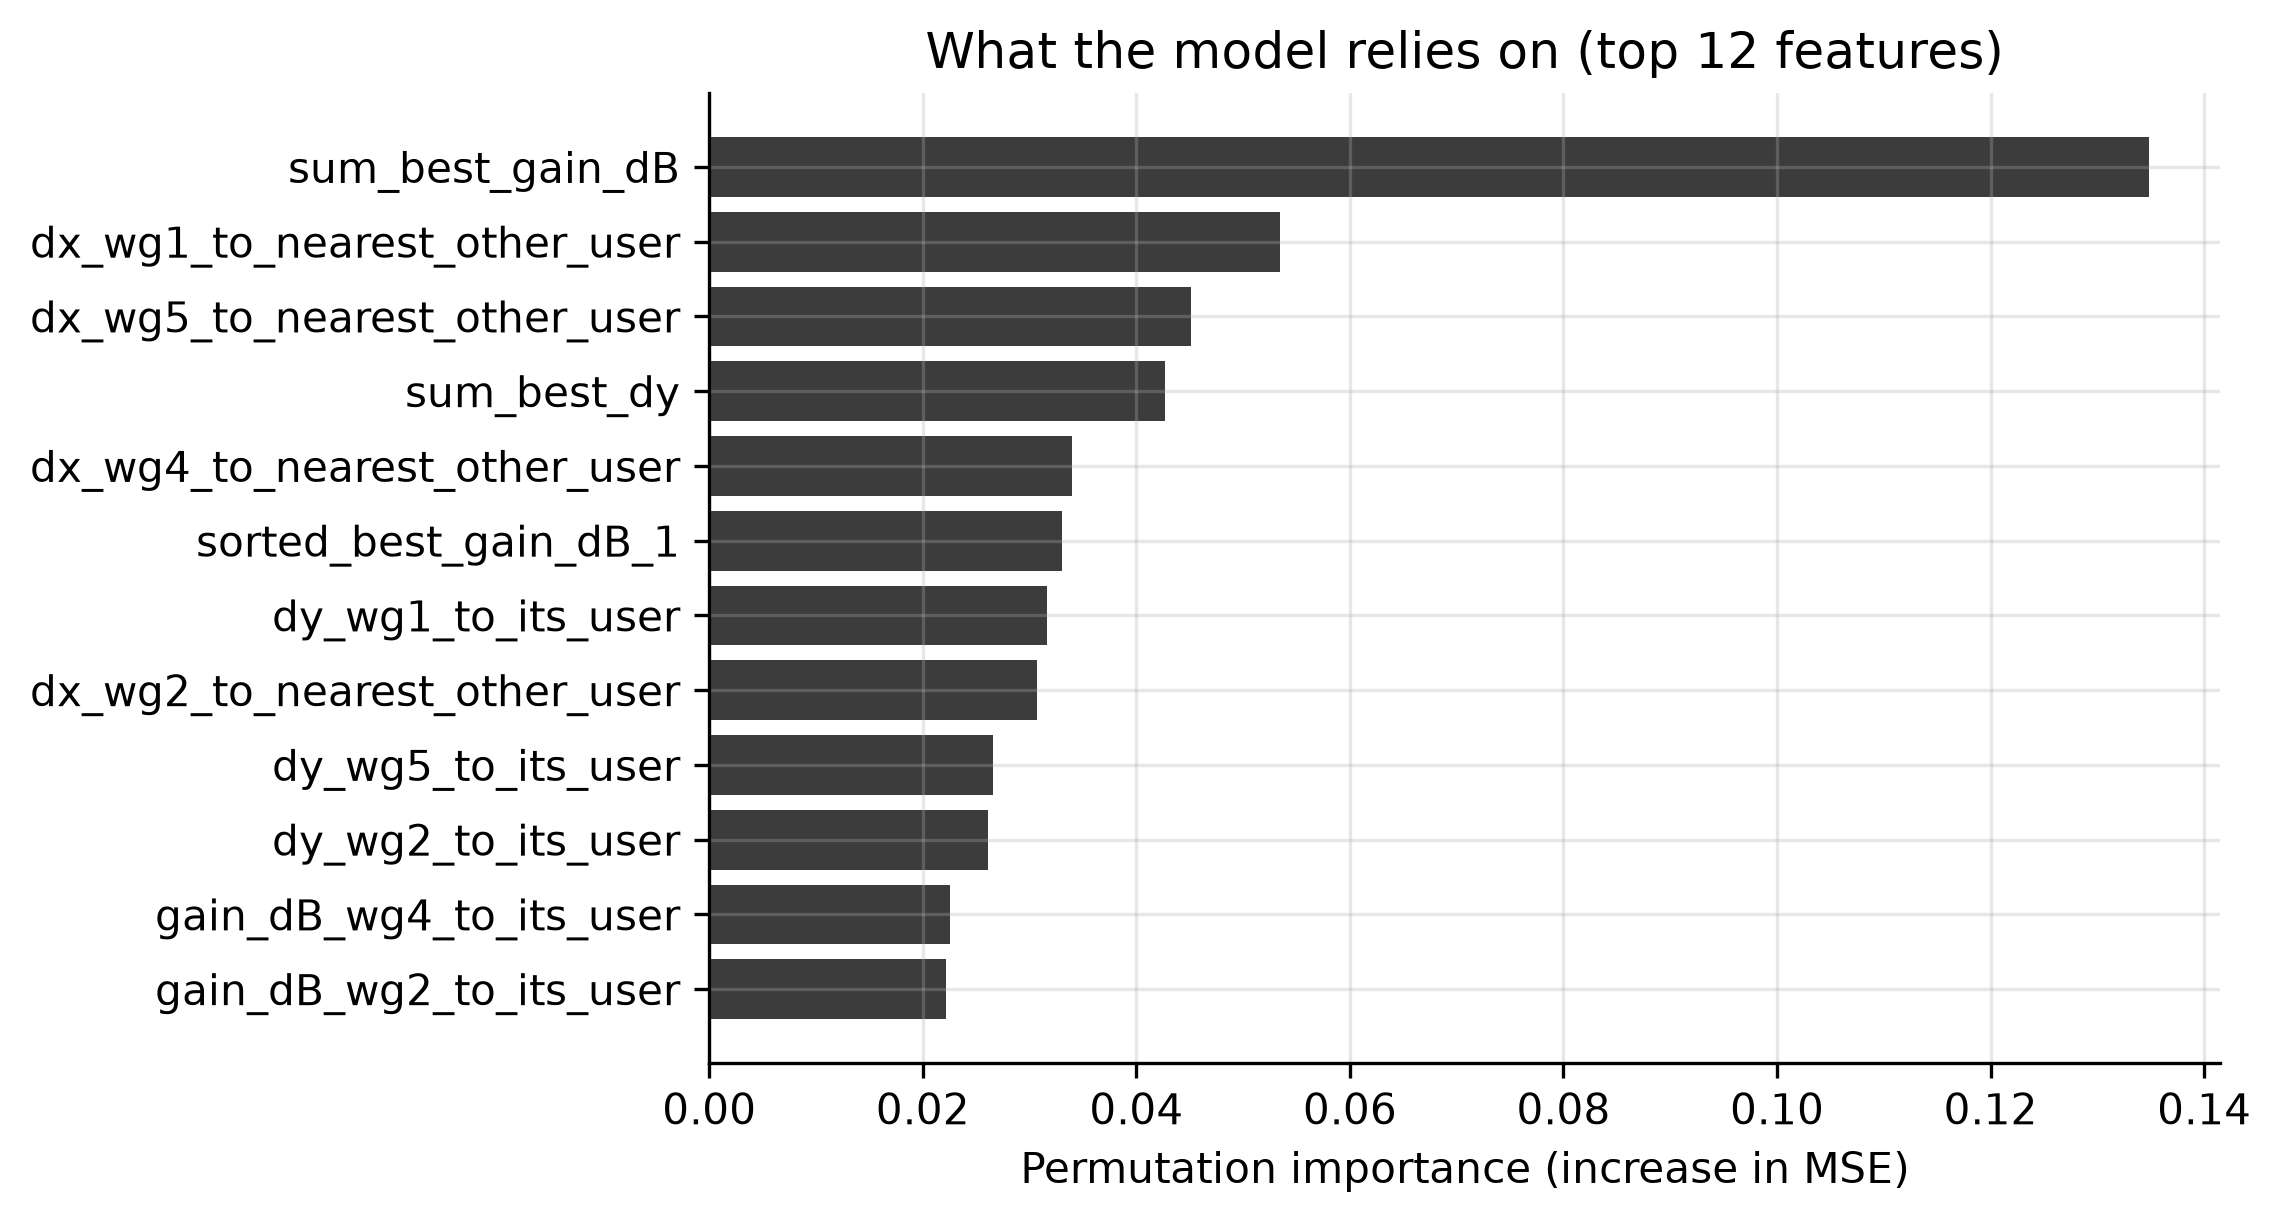 What the model relies on (top 12 features)
sum_best_gain_dB
dx_wg1_to_nearest_other_user
dx_wg5_to_nearest_other_user
sum_best_dy
dx_wg4_to_nearest_other_user
sorted_best_gain_dB_1
dy_wg1_to_its_user
dx_wg2_to_nearest_other_user
dy_wg5_to_its_user
dy_wg2_to_its_user
gain_dB_wg4_to_its_user
gain_dB_wg2_to_its_user
0.00 0.02 0.04 0.06 0.08 0.10 0.12 0.14
Permutation importance (increase in MSE)